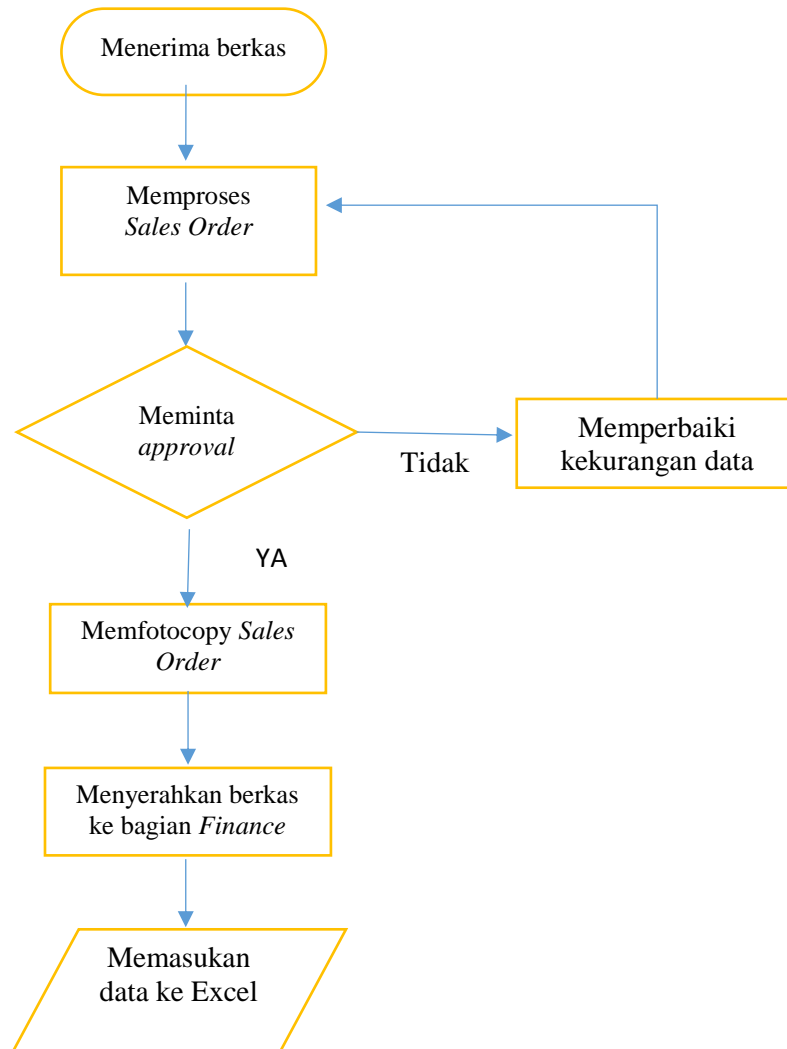 Menerima berkas
Memproses
Sales Order
Meminta
approval
Tidak
Memperbaiki
kekurangan data
YA
Memfotocopy Sales
Order
Menyerahkan berkas
ke bagian Finance
Memasukan
data ke Excel